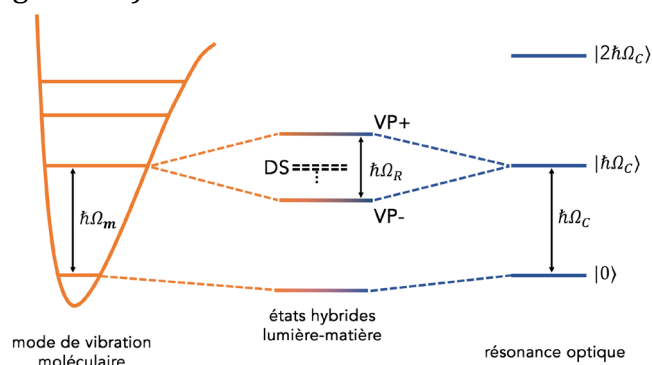 |2ℏΩ_C⟩
VP+
DS
ℏΩ_R
|ℏΩ_C⟩
VP-
ℏΩ_m
ℏΩ_C
|0⟩
états hybrides
lumière-matière
mode de vibration
moléculaire
résonance optique